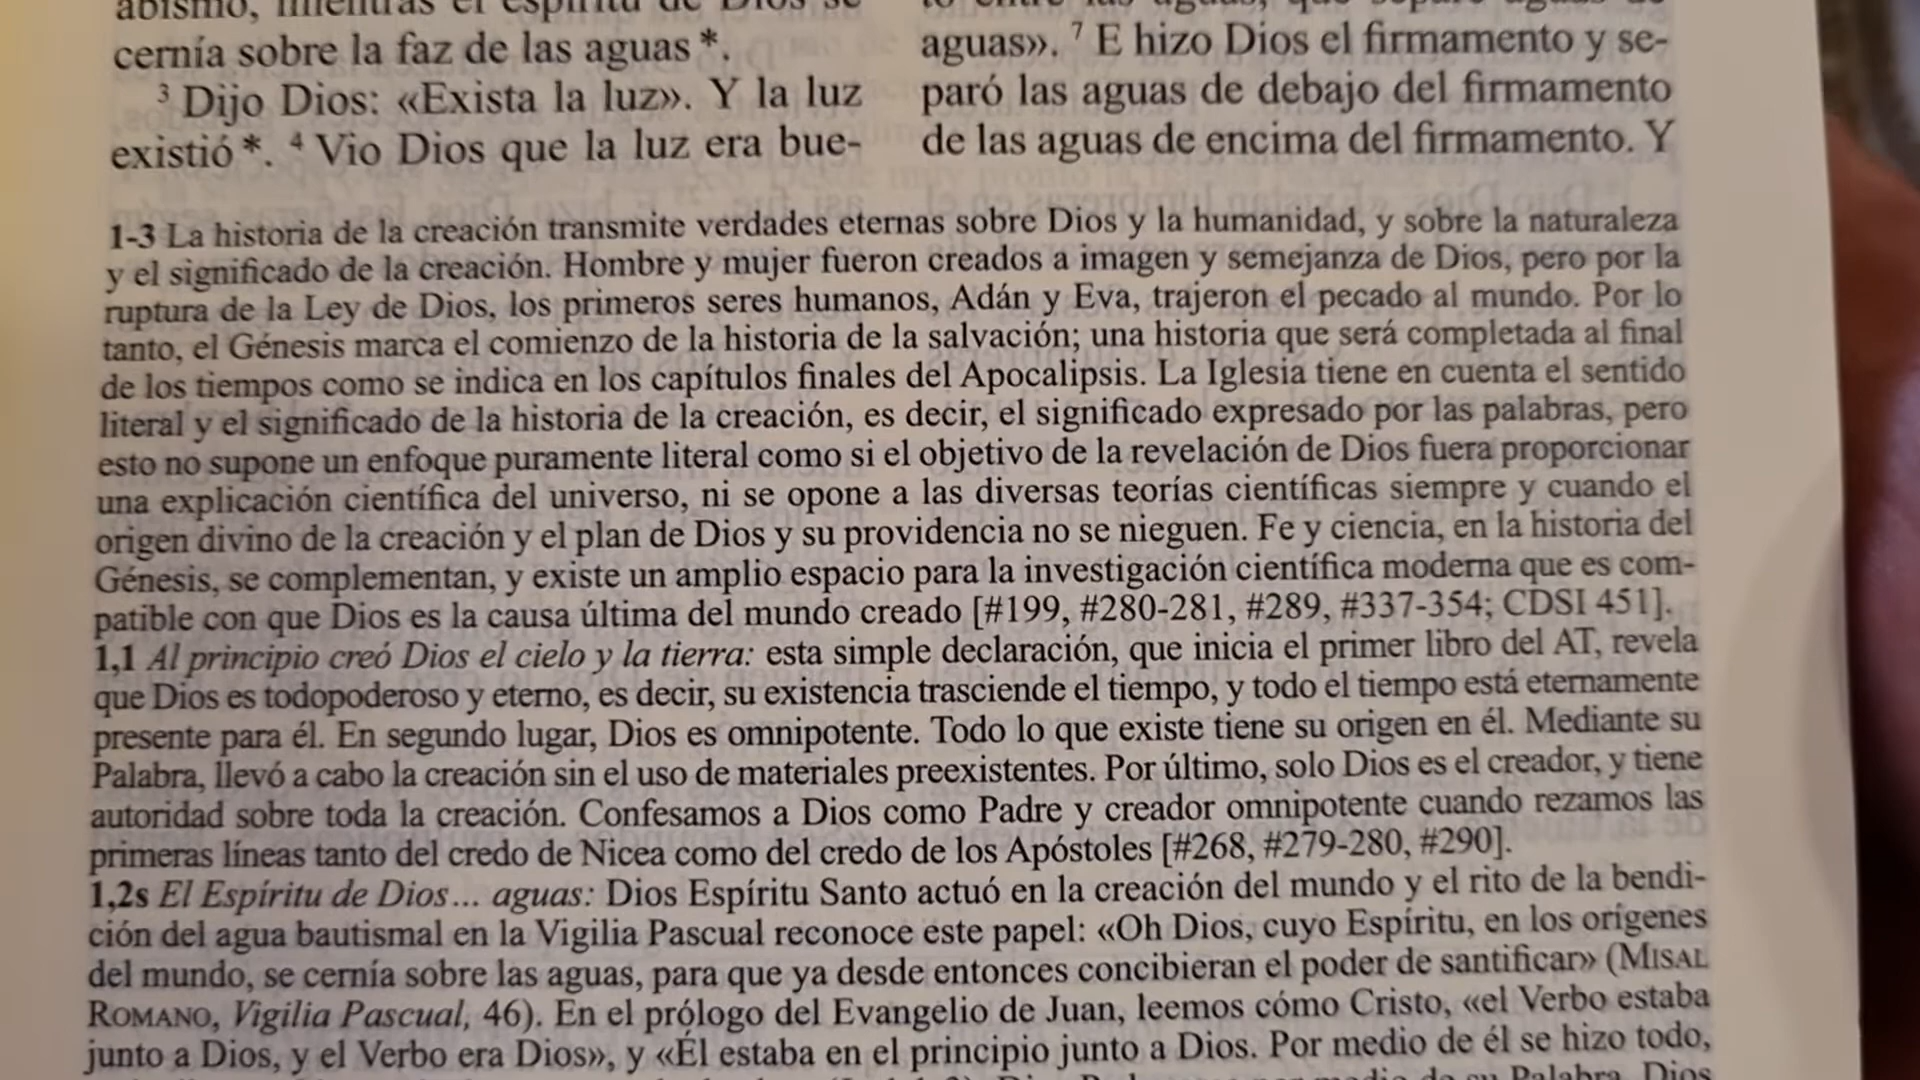 abismo, mientras el espíritu de Dios se
cernía sobre la faz de las aguas *.
³ Dijo Dios: «Exista la luz». Y la luz
existió *. ⁴ Vio Dios que la luz era bue-
to entre las aguas, que separe aguas de
aguas». ⁷ E hizo Dios el firmamento y se-
paró las aguas de debajo del firmamento
de las aguas de encima del firmamento. Y
1-3 La historia de la creación transmite verdades eternas sobre Dios y la humanidad, y sobre la naturaleza
y el significado de la creación. Hombre y mujer fueron creados a imagen y semejanza de Dios, pero por la
ruptura de la Ley de Dios, los primeros seres humanos, Adán y Eva, trajeron el pecado al mundo. Por lo
tanto, el Génesis marca el comienzo de la historia de la salvación; una historia que será completada al final
de los tiempos como se indica en los capítulos finales del Apocalipsis. La Iglesia tiene en cuenta el sentido
literal y el significado de la historia de la creación, es decir, el significado expresado por las palabras, pero
esto no supone un enfoque puramente literal como si el objetivo de la revelación de Dios fuera proporcionar
una explicación científica del universo, ni se opone a las diversas teorías científicas siempre y cuando el
origen divino de la creación y el plan de Dios y su providencia no se nieguen. Fe y ciencia, en la historia del
Génesis, se complementan, y existe un amplio espacio para la investigación científica moderna que es com-
patible con que Dios es la causa última del mundo creado [#199, #280-281, #289, #337-354; CDSI 451].
1,1 Al principio creó Dios el cielo y la tierra: esta simple declaración, que inicia el primer libro del AT, revela
que Dios es todopoderoso y eterno, es decir, su existencia trasciende el tiempo, y todo el tiempo está eternamente
presente para él. En segundo lugar, Dios es omnipotente. Todo lo que existe tiene su origen en él. Mediante su
Palabra, llevó a cabo la creación sin el uso de materiales preexistentes. Por último, solo Dios es el creador, y tiene
autoridad sobre toda la creación. Confesamos a Dios como Padre y creador omnipotente cuando rezamos las
primeras líneas tanto del credo de Nicea como del credo de los Apóstoles [#268, #279-280, #290].
1,2s El Espíritu de Dios... aguas: Dios Espíritu Santo actuó en la creación del mundo y el rito de la bendi-
ción del agua bautismal en la Vigilia Pascual reconoce este papel: «Oh Dios, cuyo Espíritu, en los orígenes
del mundo, se cernía sobre las aguas, para que ya desde entonces concibieran el poder de santificar» (MISAL
ROMANO, Vigilia Pascual, 46). En el prólogo del Evangelio de Juan, leemos cómo Cristo, «el Verbo estaba
junto a Dios, y el Verbo era Dios», y «Él estaba en el principio junto a Dios. Por medio de él se hizo todo,
medio de su Palabra, Dios